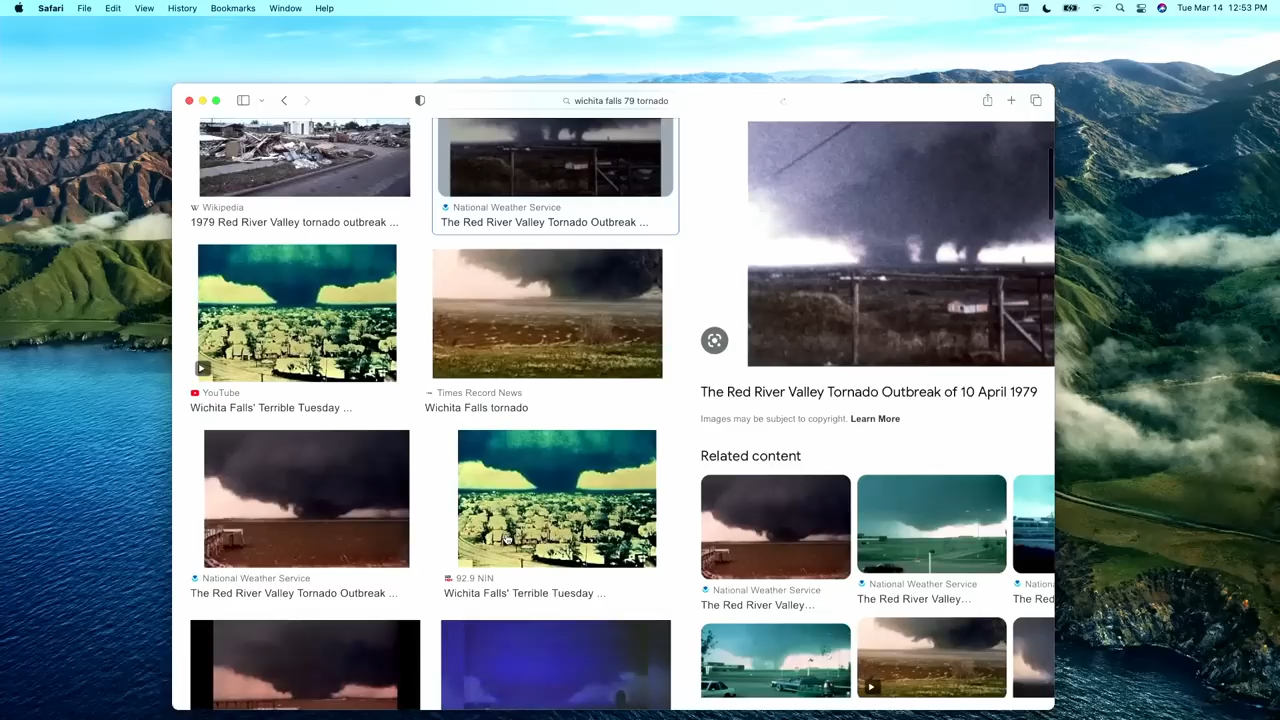 Safari File Edit View History Bookmarks Window Help Tue Mar 14 12:53 PM
wichita falls 79 tornado
W Wikipedia
1979 Red River Valley tornado outbreak ...
National Weather Service
The Red River Valley Tornado Outbreak ...
YouTube
Wichita Falls' Terrible Tuesday ...
Times Record News
Wichita Falls tornado
National Weather Service
The Red River Valley Tornado Outbreak ...
92.9 NIN
Wichita Falls' Terrible Tuesday ...
The Red River Valley Tornado Outbreak of 10 April 1979
Images may be subject to copyright. Learn More
Related content
National Weather Service
The Red River Valley...
National Weather Service
The Red River Valley...
Nation
The Red